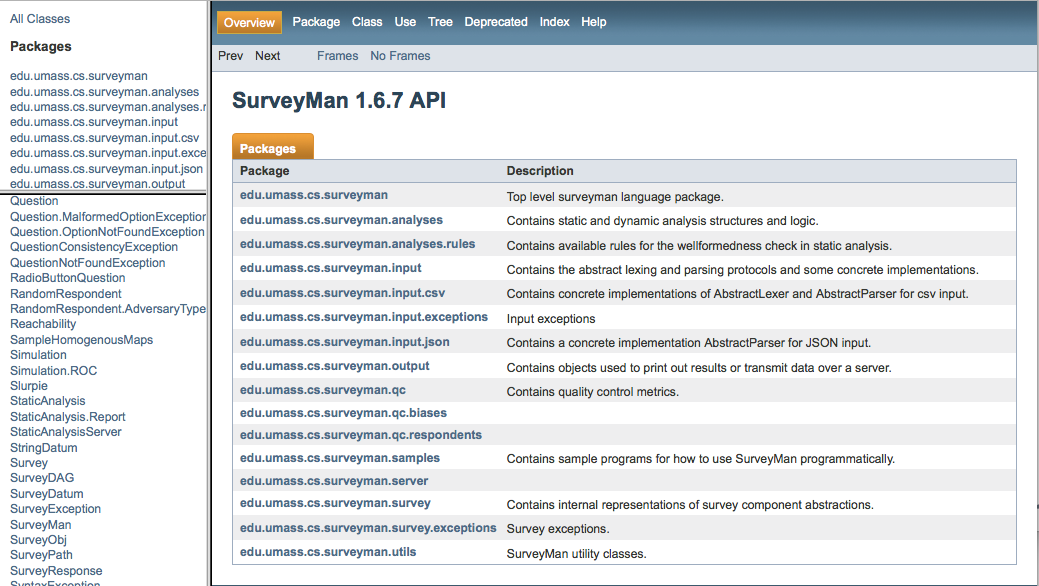 All Classes
Packages
edu.umass.cs.surveyman
edu.umass.cs.surveyman.analyses
edu.umass.cs.surveyman.analyses.r
edu.umass.cs.surveyman.input
edu.umass.cs.surveyman.input.csv
edu.umass.cs.surveyman.input.exce
edu.umass.cs.surveyman.input.json
edu.umass.cs.surveyman.output
Question
Question.MalformedOptionException
Question.OptionNotFoundException
QuestionConsistencyException
QuestionNotFoundException
RadioButtonQuestion
RandomRespondent
RandomRespondent.AdversaryType
Reachability
SampleHomogenousMaps
Simulation
Simulation.ROC
Slurpie
StaticAnalysis
StaticAnalysis.Report
StaticAnalysisServer
StringDatum
Survey
SurveyDAG
SurveyDatum
SurveyException
SurveyMan
SurveyObj
SurveyPath
SurveyResponse
SyntaxException
Overview Package Class Use Tree Deprecated Index Help
Prev Next Frames No Frames
SurveyMan 1.6.7 API
Packages
Package Description
edu.umass.cs.surveyman Top level surveyman language package.
edu.umass.cs.surveyman.analyses Contains static and dynamic analysis structures and logic.
edu.umass.cs.surveyman.analyses.rules Contains available rules for the wellformedness check in static analysis.
edu.umass.cs.surveyman.input Contains the abstract lexing and parsing protocols and some concrete implementations.
edu.umass.cs.surveyman.input.csv Contains concrete implementations of AbstractLexer and AbstractParser for csv input.
edu.umass.cs.surveyman.input.exceptions Input exceptions
edu.umass.cs.surveyman.input.json Contains a concrete implementation AbstractParser for JSON input.
edu.umass.cs.surveyman.output Contains objects used to print out results or transmit data over a server.
edu.umass.cs.surveyman.qc Contains quality control metrics.
edu.umass.cs.surveyman.qc.biases
edu.umass.cs.surveyman.qc.respondents
edu.umass.cs.surveyman.samples Contains sample programs for how to use SurveyMan programmatically.
edu.umass.cs.surveyman.server
edu.umass.cs.surveyman.survey Contains internal representations of survey component abstractions.
edu.umass.cs.surveyman.survey.exceptions Survey exceptions.
edu.umass.cs.surveyman.utils SurveyMan utility classes.